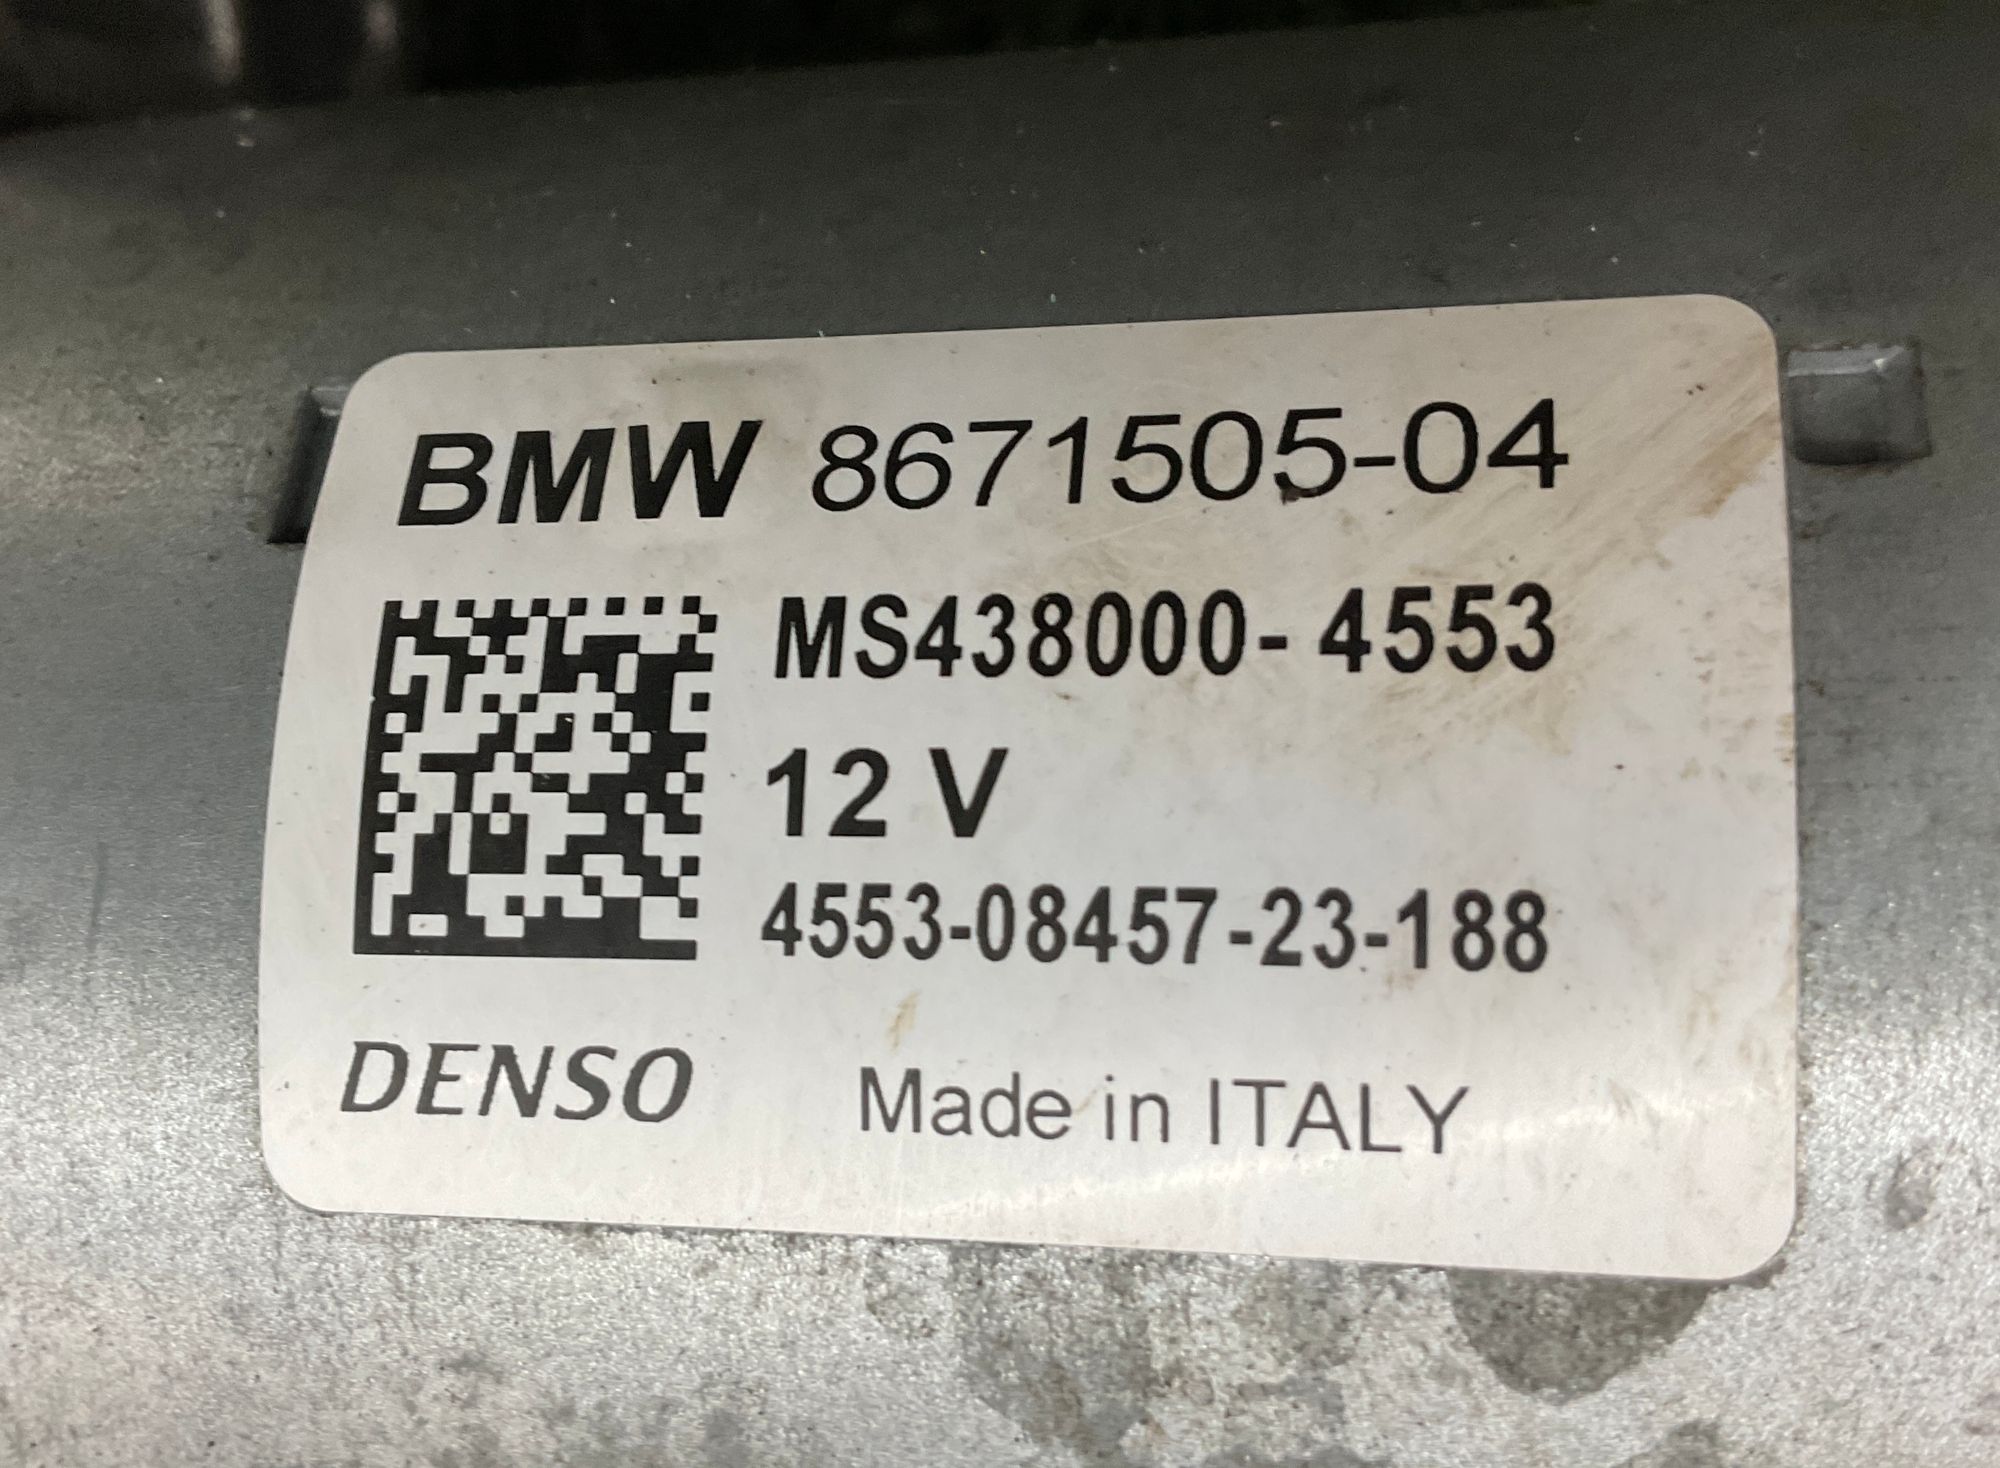 BMW 8671505-04
MS438000-4553
12 V
4553-08457-23-188
DENSO Made in ITALY